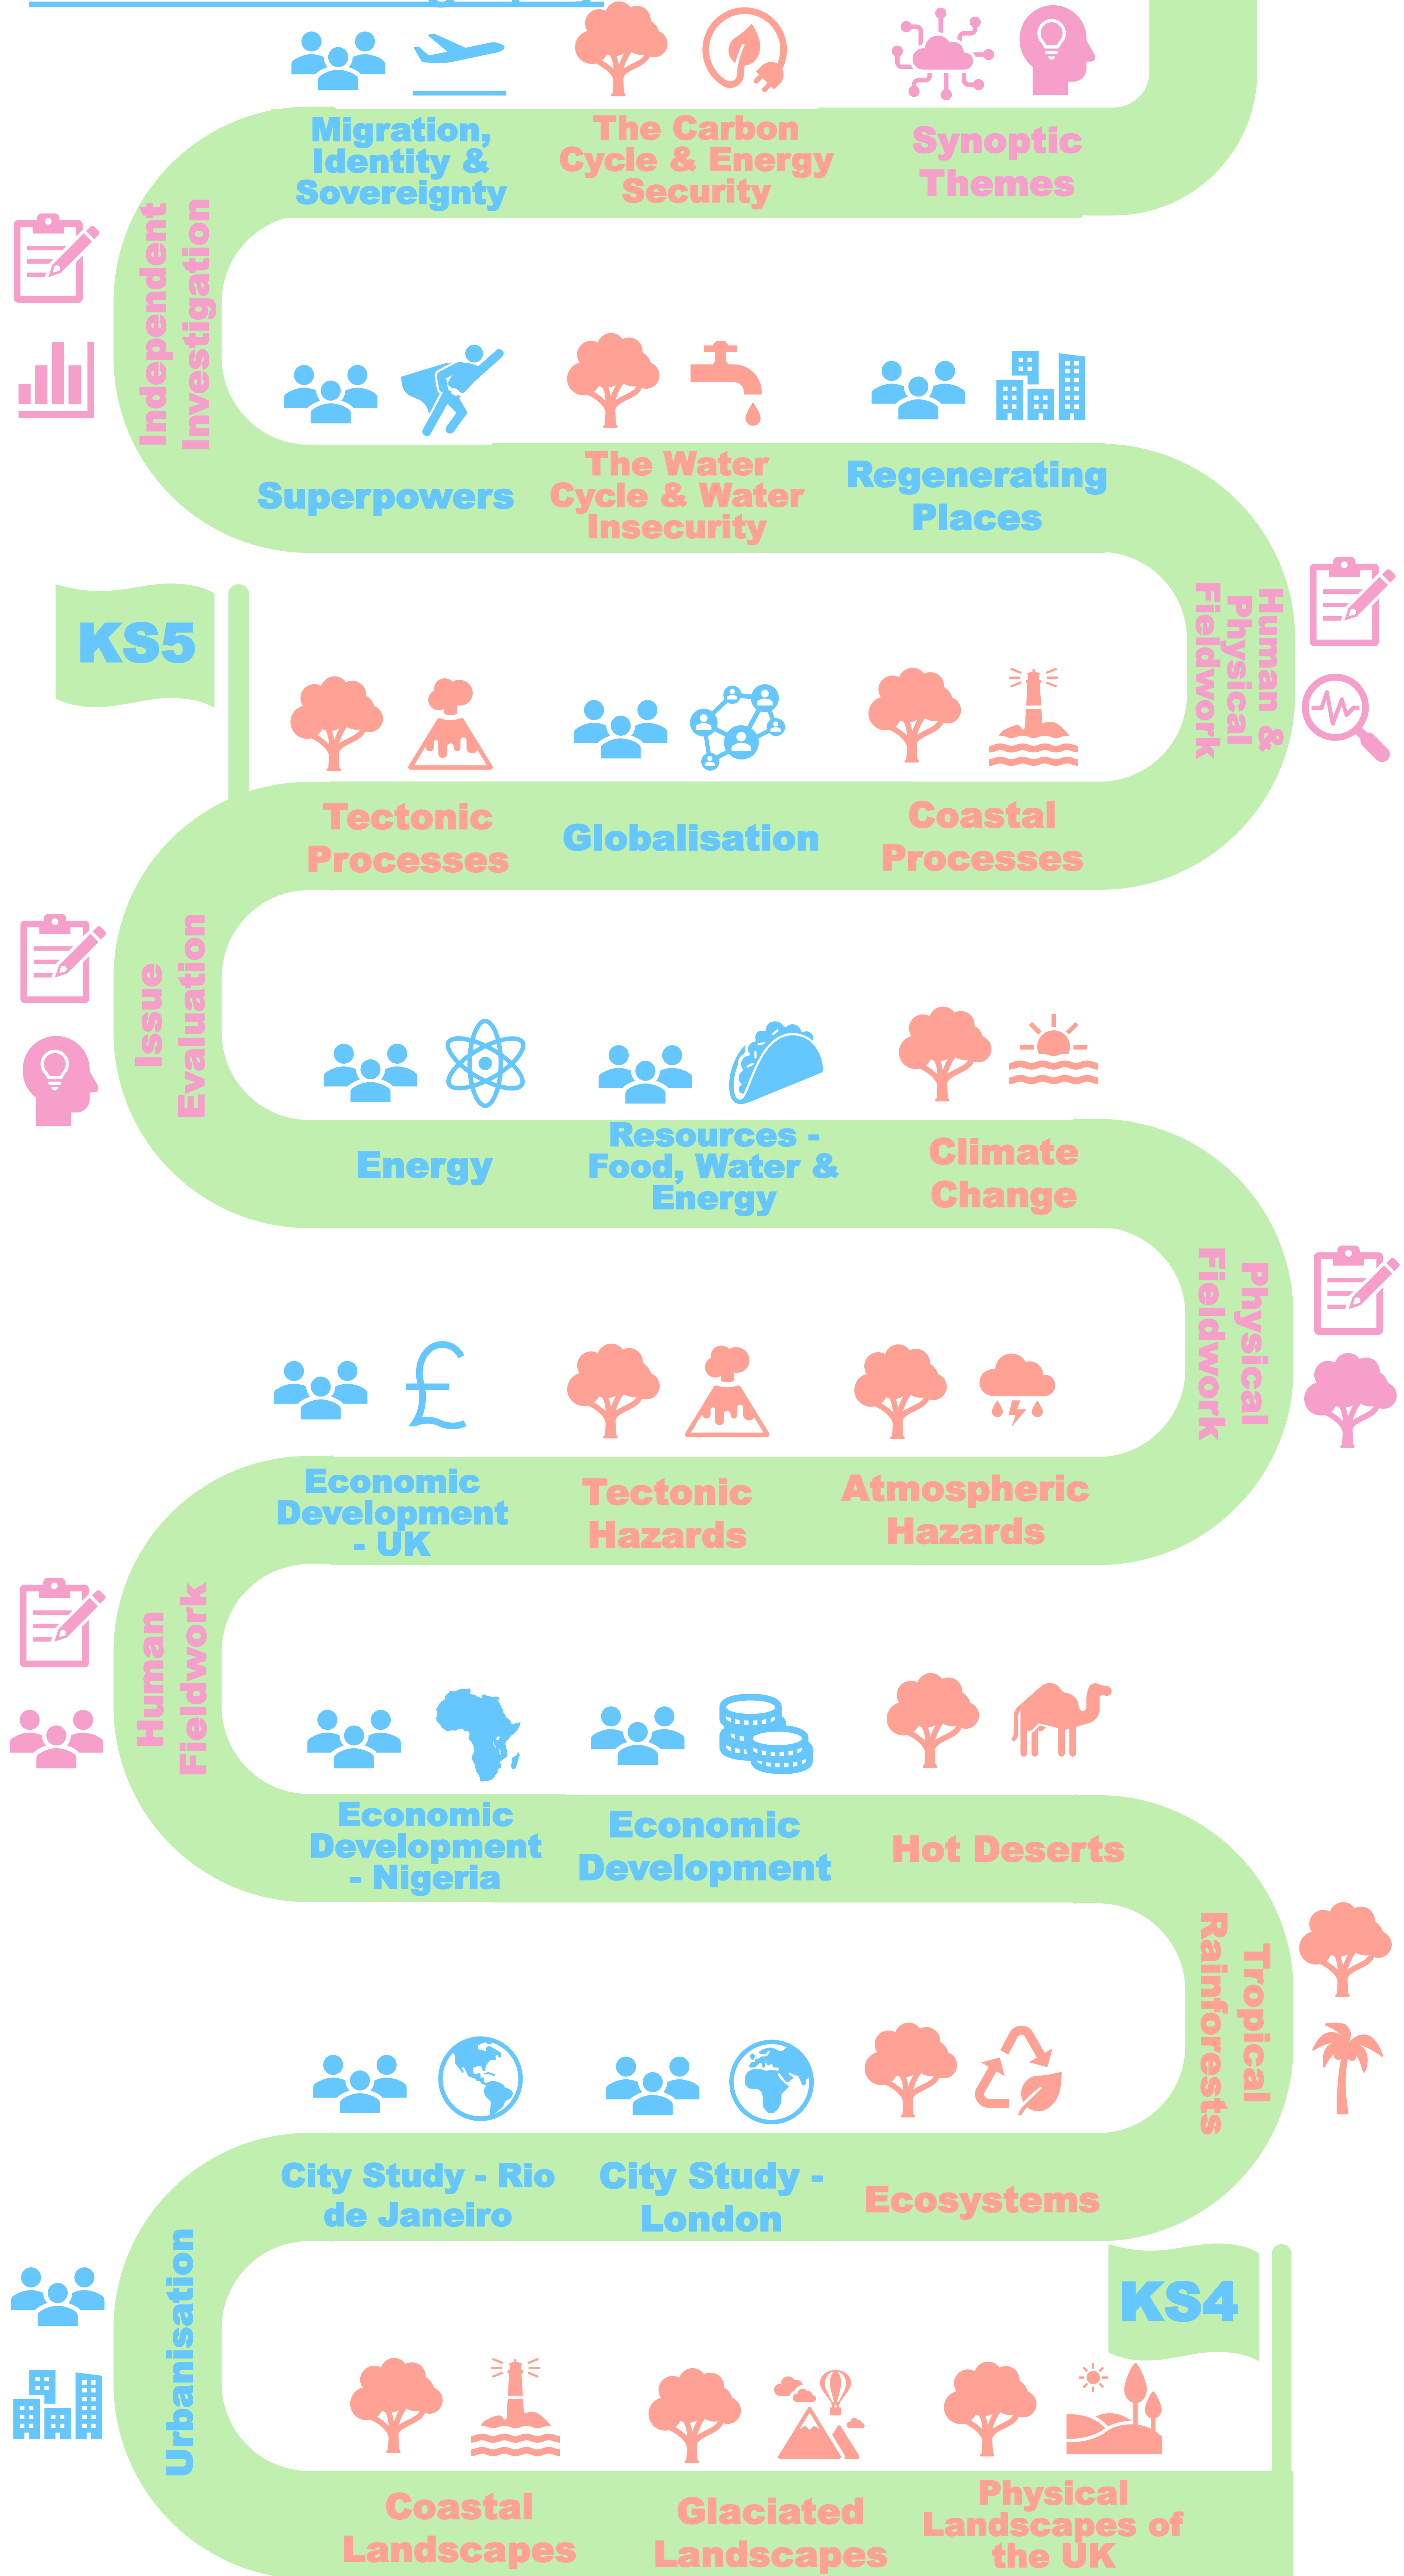 Migration,
Identity &
Sovereignty
The Carbon
Cycle & Energy
Security
Synoptic
Themes
Independent
Investigation
Superpowers
The Water
Cycle & Water
Insecurity
Regenerating
Places
Human &
Physical
Fieldwork
KS5
Tectonic
Processes
Globalisation
Coastal
Processes
Issue
Evaluation
Energy
Resources -
Food, Water &
Energy
Climate
Change
Physical
Fieldwork
Economic
Development
- UK
Tectonic
Hazards
Atmospheric
Hazards
Human
Fieldwork
Economic
Development
- Nigeria
Economic
Development
Hot Deserts
Tropical
Rainforests
City Study - Rio
de Janeiro
City Study -
London
Ecosystems
KS4
Urbanisation
Coastal
Landscapes
Glaciated
Landscapes
Physical
Landscapes of
the UK